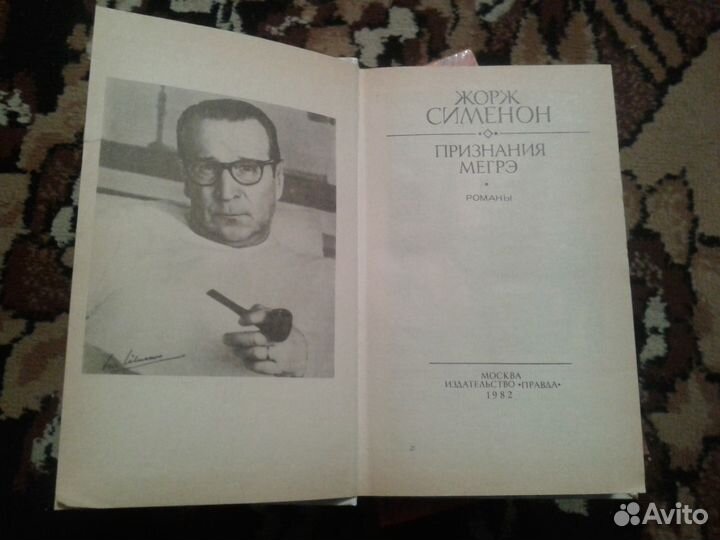 ЖОРЖ
СИМЕНОН
ПРИЗНАНИЯ
МЕГРЭ
РОМАНЫ
МОСКВА
ИЗДАТЕЛЬСТВО «ПРАВДА»
1982
Avito